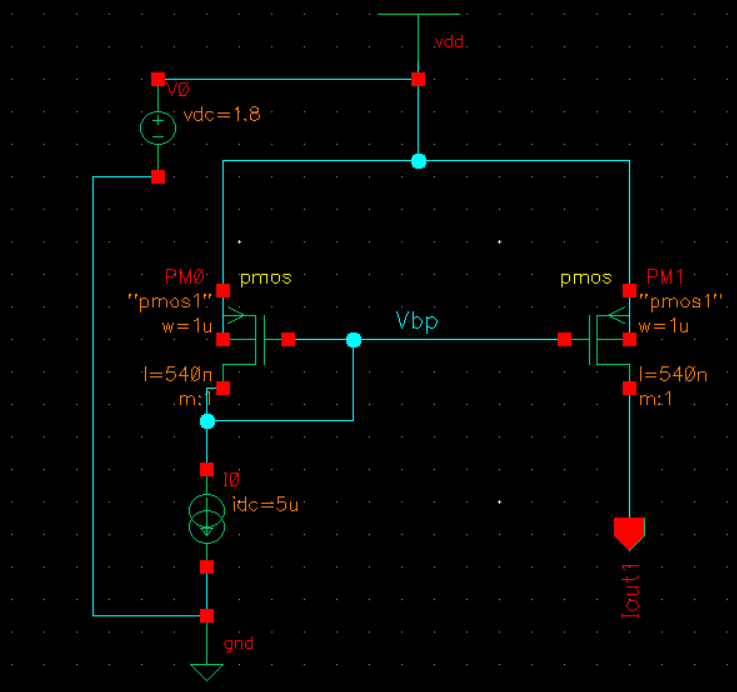 vdd
V0
vdc=1.8
PM0
pmos
"pmos1"
w=1u
l=540n
m:1
Vbp
pmos
PM1
"pmos1"
w=1u
l=540n
m:1
I0
idc=5u
Iout1
gnd